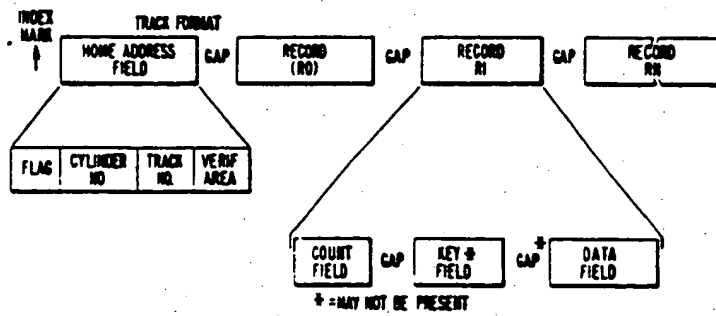 INDEX
MARK
TRACK FORMAT
HOME ADDRESS
FIELD
GAP
RECORD
(R0)
GAP
RECORD
R1
GAP
RECORD
RN
FLAG
CYLINDER
NO
TRACK
NO.
VERIF
AREA
COUNT
FIELD
GAP
KEY *
FIELD
GAP*
DATA
FIELD
* = MAY NOT BE PRESENT